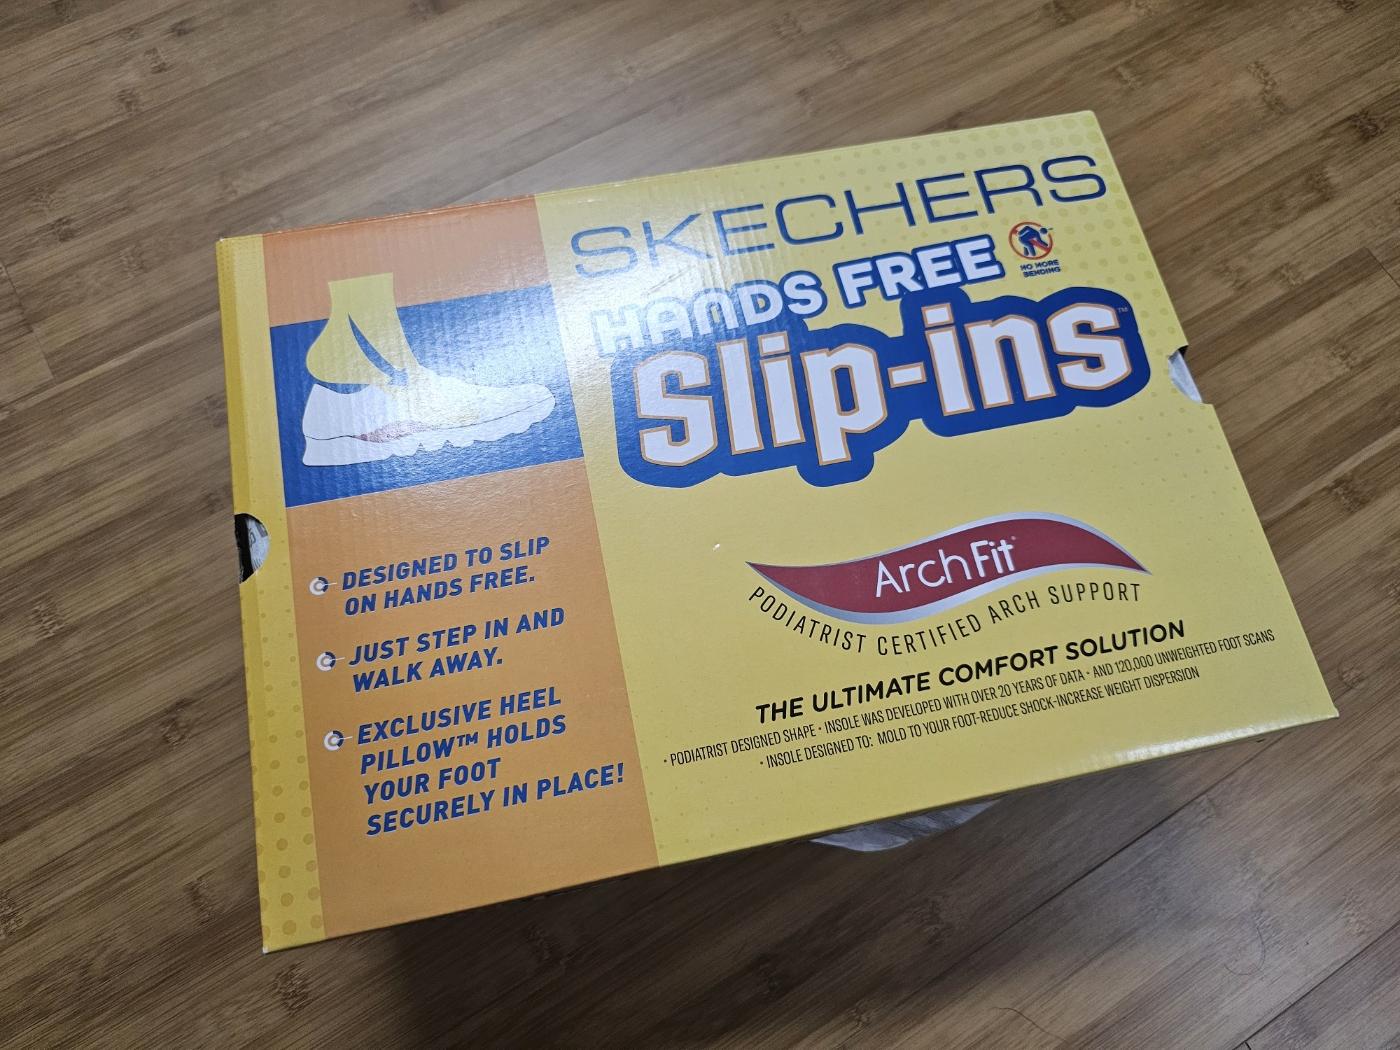 SKECHERS
HANDS FREE
NO MORE
BENDING
Slip-ins™
DESIGNED TO SLIP
ON HANDS FREE.
JUST STEP IN AND
WALK AWAY.
EXCLUSIVE HEEL
PILLOW™ HOLDS
YOUR FOOT
SECURELY IN PLACE!
ArchFit®
PODIATRIST CERTIFIED ARCH SUPPORT
THE ULTIMATE COMFORT SOLUTION
• PODIATRIST DESIGNED SHAPE • INSOLE WAS DEVELOPED WITH OVER 20 YEARS OF DATA • AND 120,000 UNWEIGHTED FOOT SCANS
• INSOLE DESIGNED TO: MOLD TO YOUR FOOT-REDUCE SHOCK-INCREASE WEIGHT DISPERSION